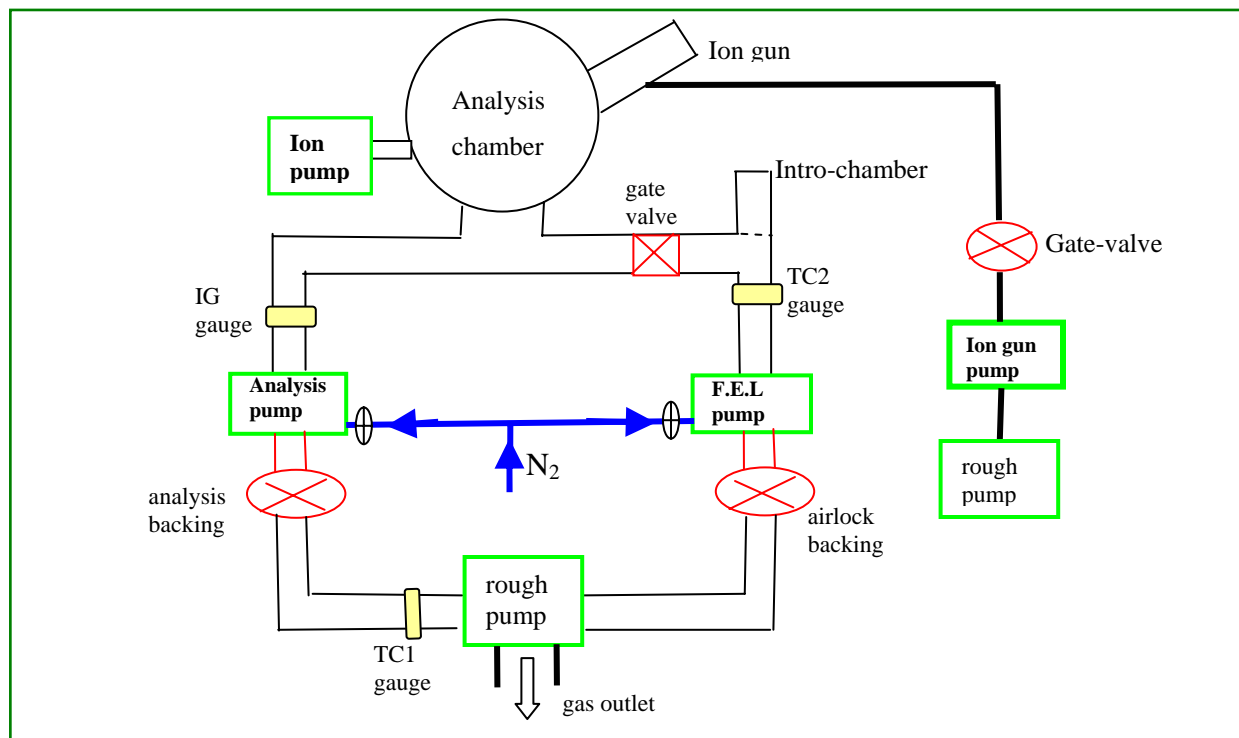 Ion gun
Analysis
chamber
Ion
pump
Intro-chamber
gate
valve
Gate-valve
TC2
gauge
IG
gauge
Ion gun
pump
Analysis
pump
F.E.L
pump
N₂
rough
pump
analysis
backing
airlock
backing
rough
pump
TC1
gauge
gas outlet